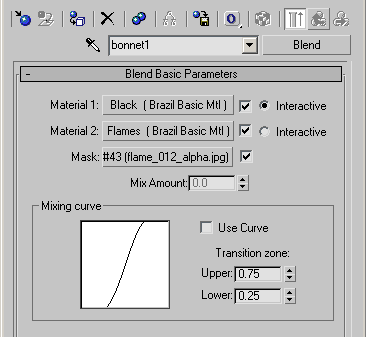 bonnet1 Blend
- Blend Basic Parameters
Material 1: Black ( Brazil Basic Mtl ) Interactive
Material 2: Flames ( Brazil Basic Mtl ) Interactive
Mask: #43 (flame_012_alpha.jpg)
Mix Amount: 0.0
Mixing curve
Use Curve
Transition zone:
Upper: 0.75
Lower: 0.25